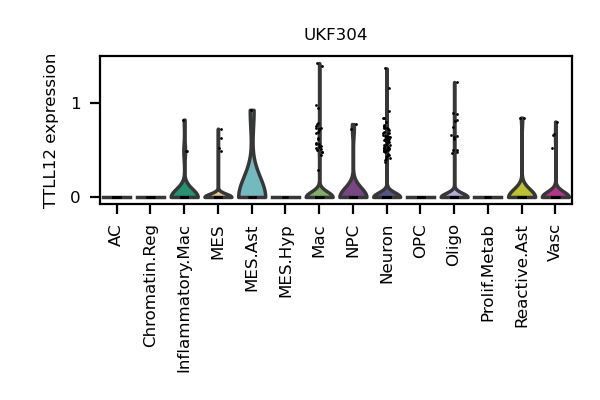 UKF304
TTLL12 expression
1
0
AC
Chromatin.Reg
Inflammatory.Mac
MES
MES.Ast
MES.Hyp
Mac
NPC
Neuron
OPC
Oligo
Prolif.Metab
Reactive.Ast
Vasc